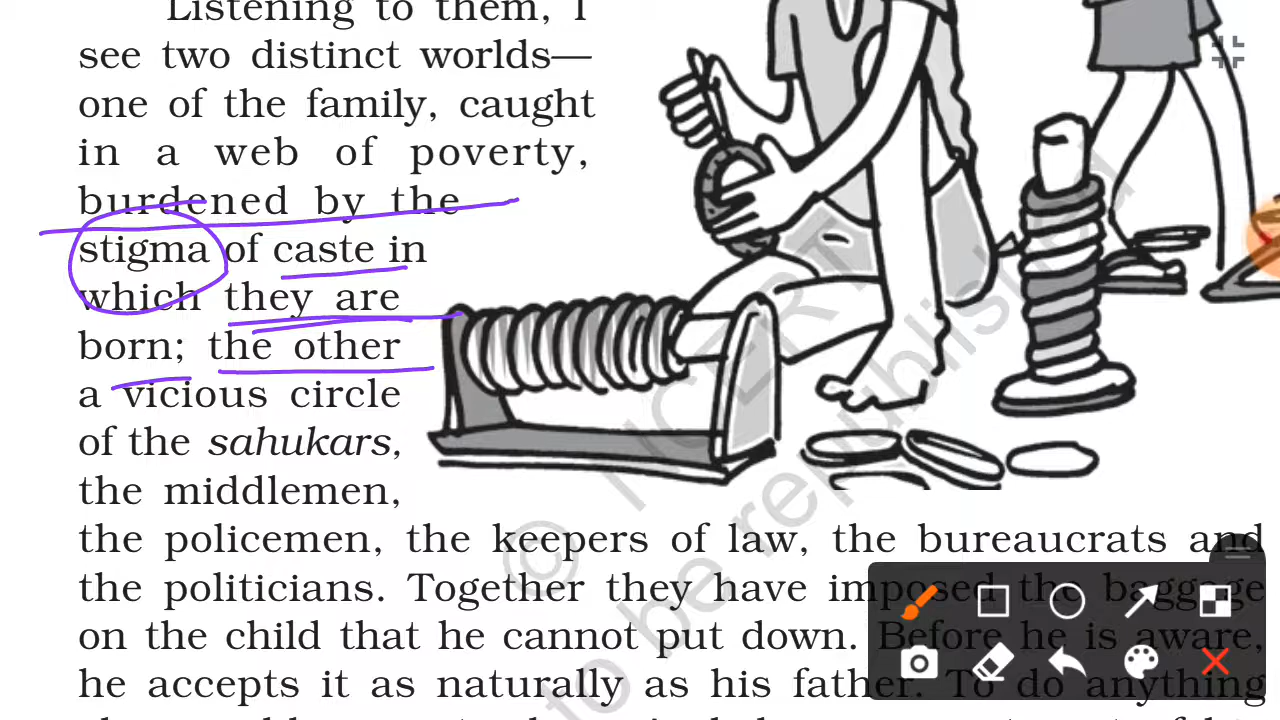 Listening to them, I
see two distinct worlds—
one of the family, caught
in a web of poverty,
burdened by the
stigma of caste in
which they are
born; the other
a vicious circle
of the sahukars,
the middlemen,
the policemen, the keepers of law, the bureaucrats and
the politicians. Together they have imposed the baggage
on the child that he cannot put down. Before he is aware,
he accepts it as naturally as his father. To do anything
© NCERT
to be republished